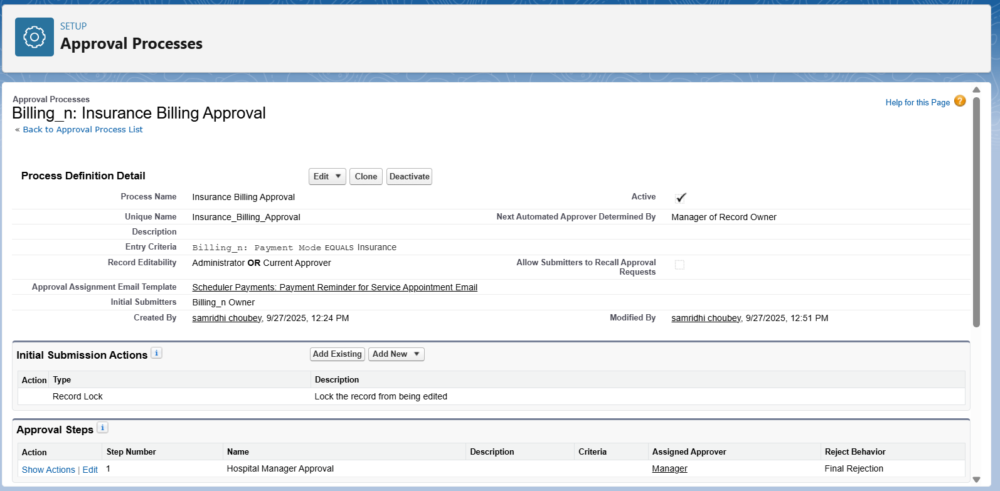 SETUP
Approval Processes
Approval Processes
Billing_n: Insurance Billing Approval
« Back to Approval Process List
Help for this Page ?
Process Definition Detail
Edit ▼ Clone Deactivate
Process Name Insurance Billing Approval Active ✓
Unique Name Insurance_Billing_Approval Next Automated Approver Determined By Manager of Record Owner
Description
Entry Criteria Billing_n: Payment Mode EQUALS Insurance
Record Editability Administrator OR Current Approver Allow Submitters to Recall Approval
Requests
Approval Assignment Email Template Scheduler Payments: Payment Reminder for Service Appointment Email
Initial Submitters Billing_n Owner
Created By samridhi choubey, 9/27/2025, 12:24 PM Modified By samridhi choubey, 9/27/2025, 12:51 PM
Initial Submission Actions i Add Existing Add New ▼
Action Type Description
Record Lock Lock the record from being edited
Approval Steps i
Action Step Number Name Description Criteria Assigned Approver Reject Behavior
Show Actions | Edit 1 Hospital Manager Approval Manager Final Rejection